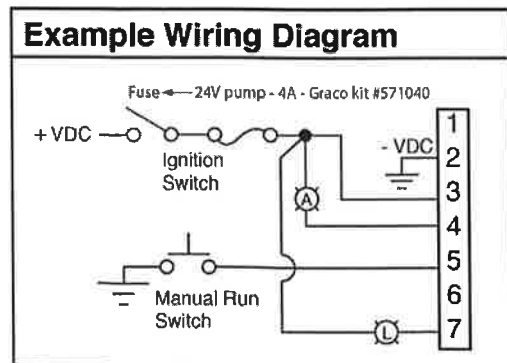 Example Wiring Diagram
Fuse 24V pump - 4A - Graco kit #571040
+ VDC
Ignition
Switch
- VDC
1
2
3
A
4
5
Manual Run
Switch
6
L
7